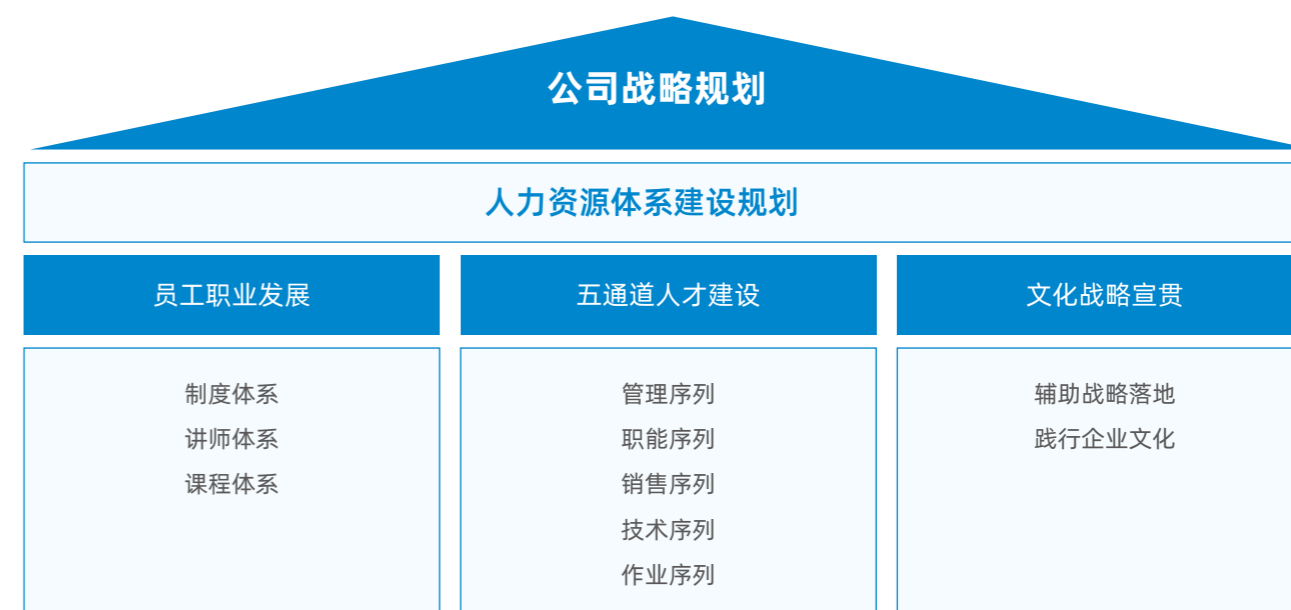 公司战略规划
人力资源体系建设规划
员工职业发展
制度体系
讲师体系
课程体系
五通道人才建设
管理序列
职能序列
销售序列
技术序列
作业序列
文化战略宣贯
辅助战略落地
践行企业文化